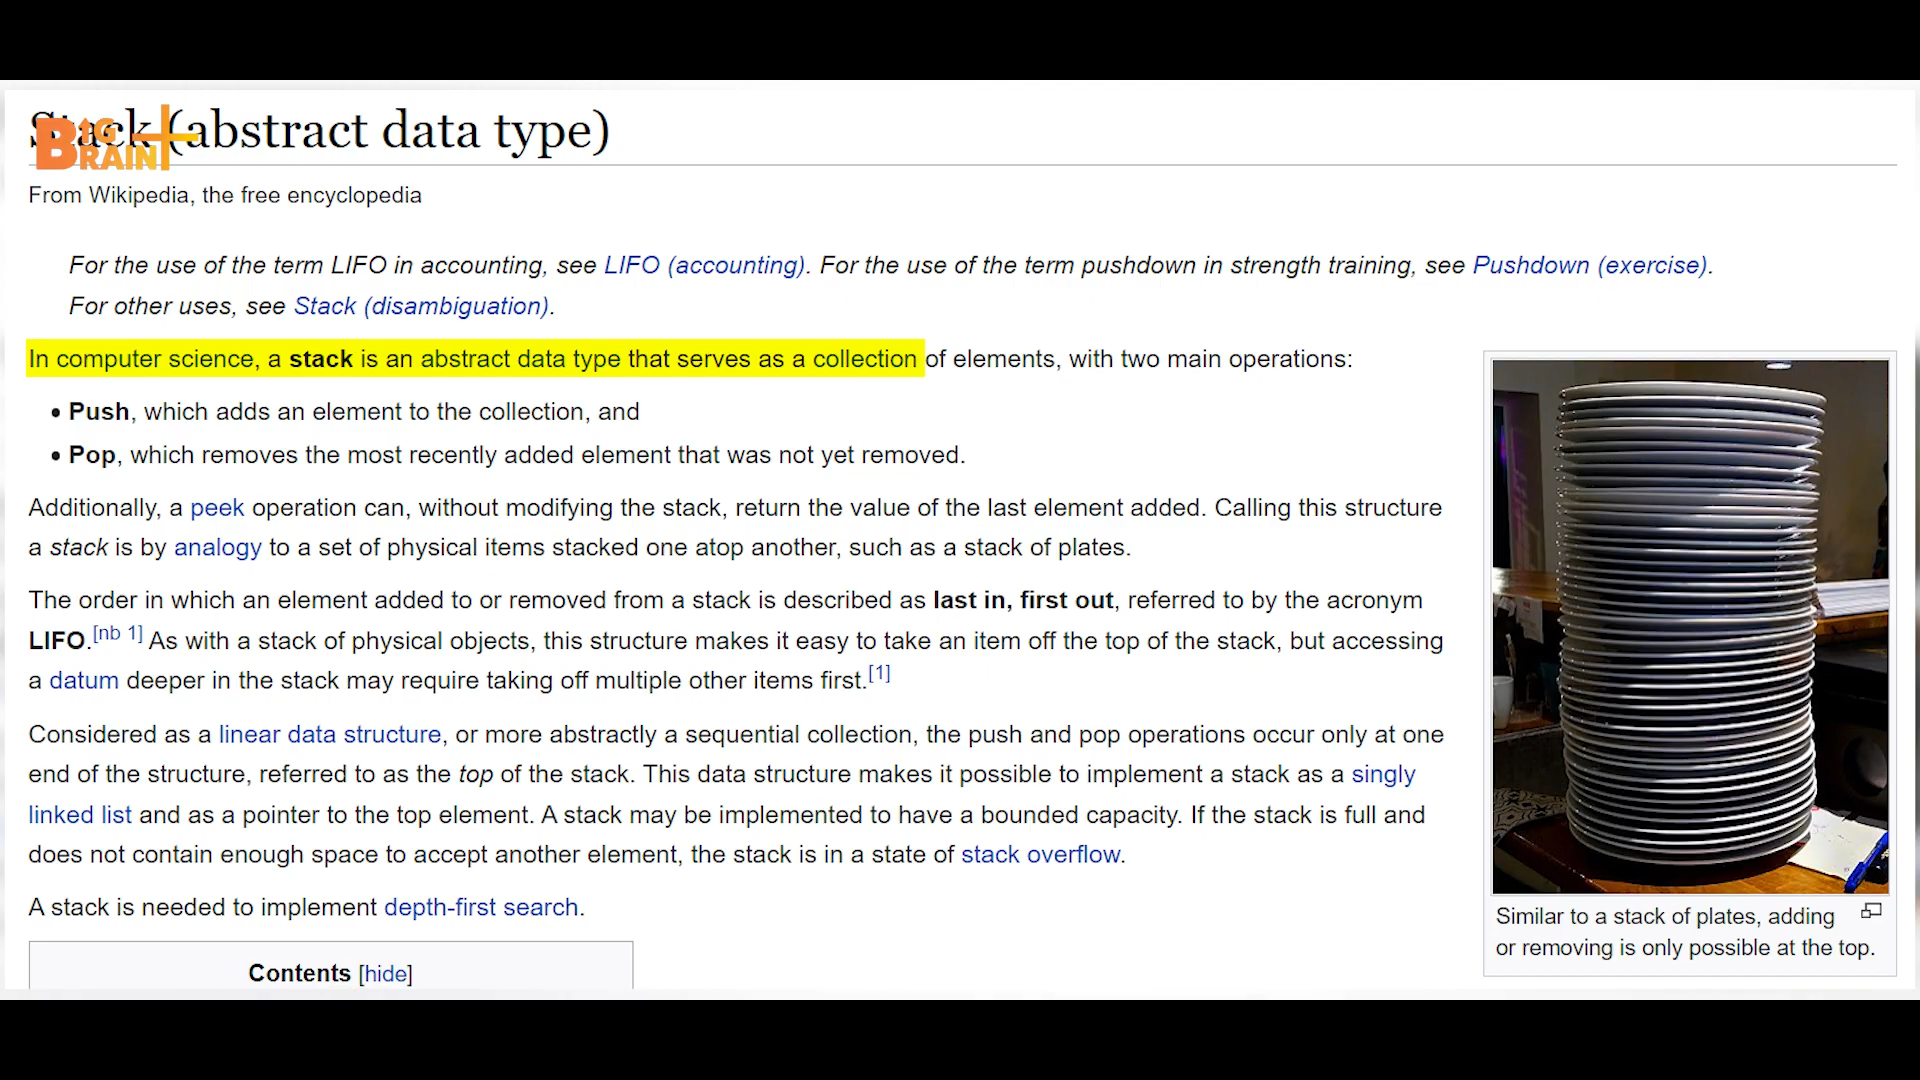 Stack (abstract data type)
BIG
BRAIN+
From Wikipedia, the free encyclopedia
For the use of the term LIFO in accounting, see LIFO (accounting). For the use of the term pushdown in strength training, see Pushdown (exercise).
For other uses, see Stack (disambiguation).
In computer science, a stack is an abstract data type that serves as a collection of elements, with two main operations:
• Push, which adds an element to the collection, and
• Pop, which removes the most recently added element that was not yet removed.
Additionally, a peek operation can, without modifying the stack, return the value of the last element added. Calling this structure
a stack is by analogy to a set of physical items stacked one atop another, such as a stack of plates.
The order in which an element added to or removed from a stack is described as last in, first out, referred to by the acronym
LIFO.[nb 1] As with a stack of physical objects, this structure makes it easy to take an item off the top of the stack, but accessing
a datum deeper in the stack may require taking off multiple other items first.[1]
Considered as a linear data structure, or more abstractly a sequential collection, the push and pop operations occur only at one
end of the structure, referred to as the top of the stack. This data structure makes it possible to implement a stack as a singly
linked list and as a pointer to the top element. A stack may be implemented to have a bounded capacity. If the stack is full and
does not contain enough space to accept another element, the stack is in a state of stack overflow.
A stack is needed to implement depth-first search.
Contents [hide]
Similar to a stack of plates, adding
or removing is only possible at the top.